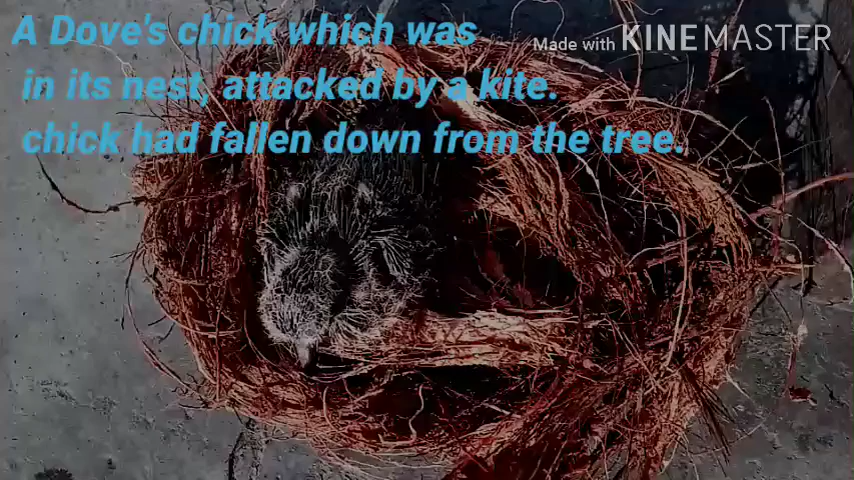 A Dove's chick which was
Made with KINEMASTER
in its nest, attacked by a kite.
chick had fallen down from the tree.